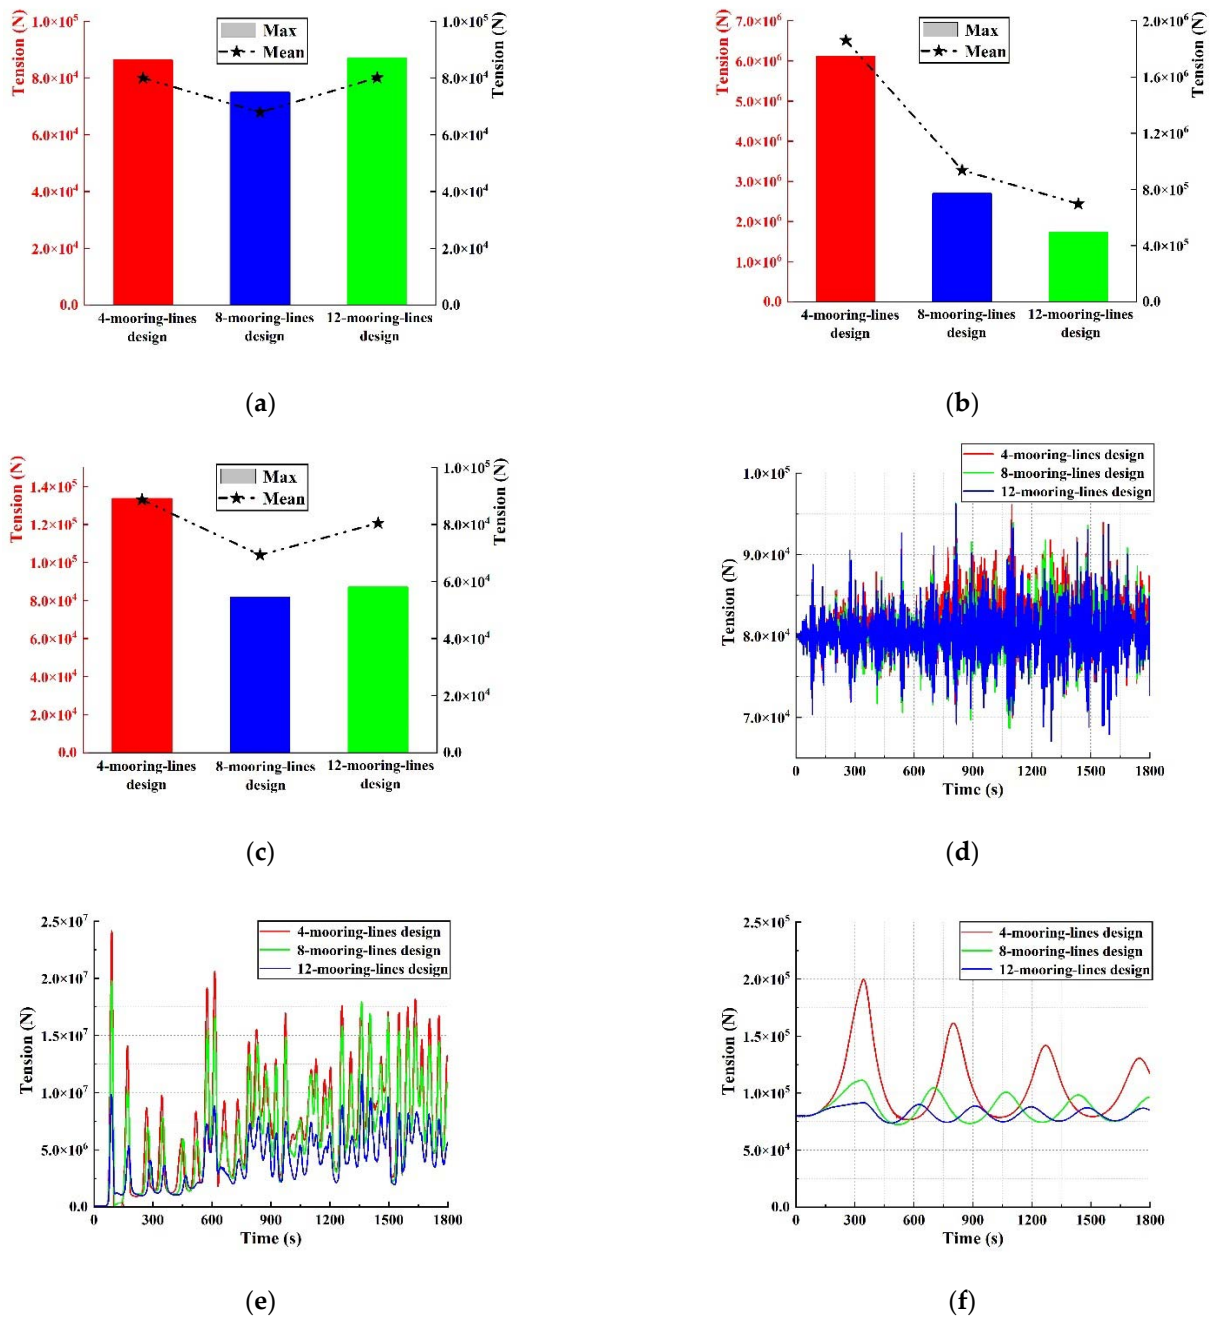 Tension (N)
Tension (N)
Max
Mean
1.0×10⁵
8.0×10⁴
6.0×10⁴
4.0×10⁴
2.0×10⁴
0.0
1.0×10⁵
8.0×10⁴
6.0×10⁴
4.0×10⁴
2.0×10⁴
0.0
4-mooring-lines design
8-mooring-lines design
12-mooring-lines design
(a)
Tension (N)
Tension (N)
Max
Mean
7.0×10⁶
6.0×10⁶
5.0×10⁶
4.0×10⁶
3.0×10⁶
2.0×10⁶
1.0×10⁶
0.0
2.0×10⁶
1.6×10⁶
1.2×10⁶
8.0×10⁵
4.0×10⁵
0.0
4-mooring-lines design
8-mooring-lines design
12-mooring-lines design
(b)
Tension (N)
Tension (N)
Max
Mean
1.4×10⁵
1.2×10⁵
1.0×10⁵
8.0×10⁴
6.0×10⁴
4.0×10⁴
2.0×10⁴
0.0
1.0×10⁵
8.0×10⁴
6.0×10⁴
4.0×10⁴
2.0×10⁴
0.0
4-mooring-lines design
8-mooring-lines design
12-mooring-lines design
(c)
4-mooring-lines design
8-mooring-lines design
12-mooring-lines design
Tension (N)
1.0×10⁵
9.0×10⁴
8.0×10⁴
7.0×10⁴
0 300 600 900 1200 1500 1800
Time (s)
(d)
4-mooring-lines design
8-mooring-lines design
12-mooring-lines design
Tension (N)
2.5×10⁷
2.0×10⁷
1.5×10⁷
1.0×10⁷
5.0×10⁶
0.0
0 300 600 900 1200 1500 1800
Time (s)
(e)
4-mooring-lines design
8-mooring-lines design
12-mooring-lines design
Tension (N)
2.5×10⁵
2.0×10⁵
1.5×10⁵
1.0×10⁵
5.0×10⁴
0.0
0 300 600 900 1200 1500 1800
Time (s)
(f)